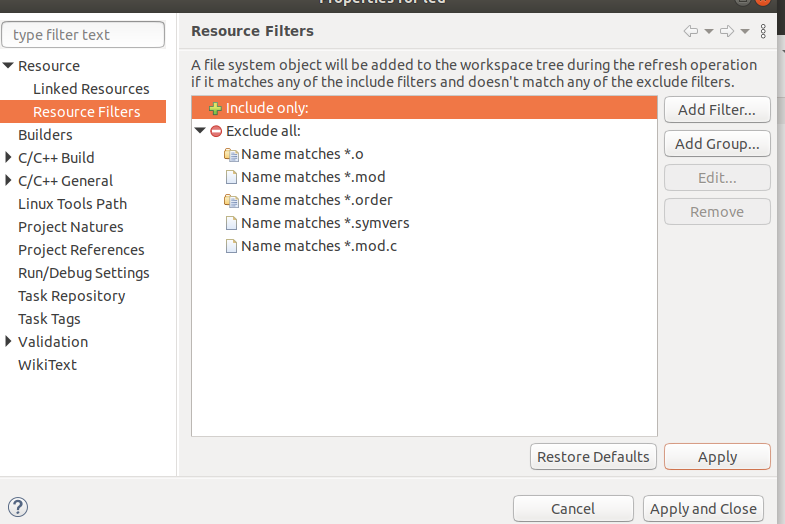 Properties for led
type filter text
Resource
Linked Resources
Resource Filters
Builders
C/C++ Build
C/C++ General
Linux Tools Path
Project Natures
Project References
Run/Debug Settings
Task Repository
Task Tags
Validation
WikiText
Resource Filters
A file system object will be added to the workspace tree during the refresh operation
if it matches any of the include filters and doesn't match any of the exclude filters.
Include only:
Exclude all:
Name matches *.o
Name matches *.mod
Name matches *.order
Name matches *.symvers
Name matches *.mod.c
Add Filter...
Add Group...
Edit...
Remove
Restore Defaults
Apply
?
Cancel
Apply and Close